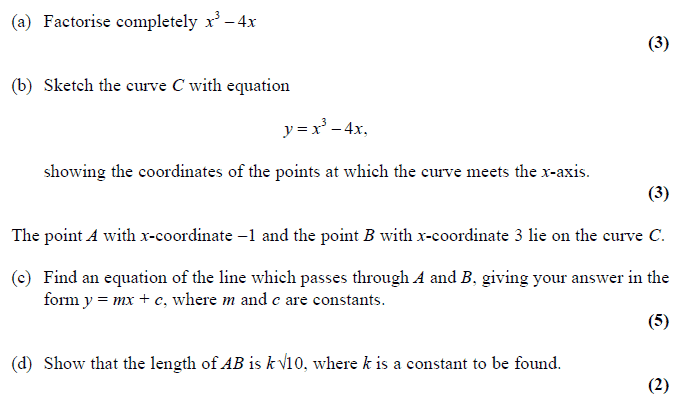 (a) Factorise completely x³ – 4x
(3)
(b) Sketch the curve C with equation
y = x³ – 4x,
showing the coordinates of the points at which the curve meets the x-axis.
(3)
The point A with x-coordinate –1 and the point B with x-coordinate 3 lie on the curve C.
(c) Find an equation of the line which passes through A and B, giving your answer in the
form y = mx + c, where m and c are constants.
(5)
(d) Show that the length of AB is k√10, where k is a constant to be found.
(2)